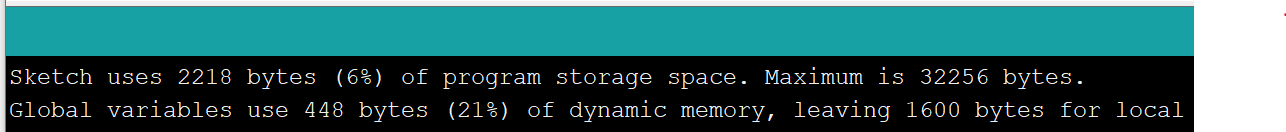 Sketch uses 2218 bytes (6%) of program storage space. Maximum is 32256 bytes.
Global variables use 448 bytes (21%) of dynamic memory, leaving 1600 bytes for local